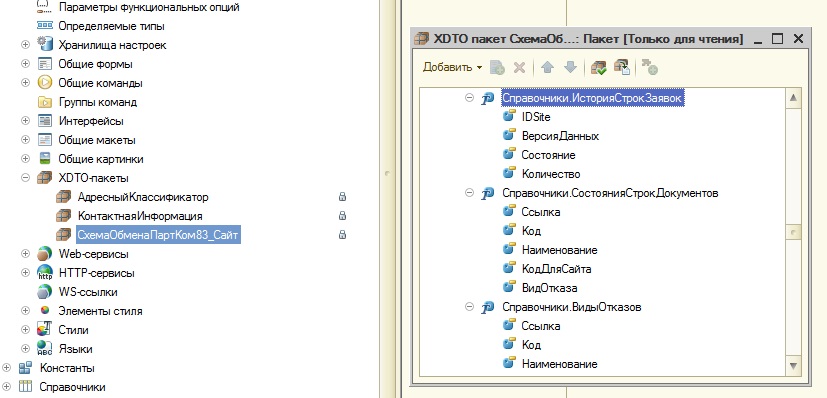 Параметры функциональных опций
Определяемые типы
Хранилища настроек
Общие формы
Общие команды
Группы команд
Интерфейсы
Общие макеты
Общие картинки
XDTO-пакеты
АдресныйКлассификатор
КонтактнаяИнформация
СхемаОбменаПартКом83_Сайт
Web-сервисы
HTTP-сервисы
WS-ссылки
Элементы стиля
Стили
Языки
Константы
Справочники
XDTO пакет СхемаОб...: Пакет [Только для чтения]
Добавить
Справочники.ИсторияСтрокЗаявок
IDSite
ВерсияДанных
Состояние
Количество
Справочники.СостоянияСтрокДокументов
Ссылка
Код
Наименование
КодДляСайта
ВидОтказа
Справочники.ВидыОтказов
Ссылка
Код
Наименование